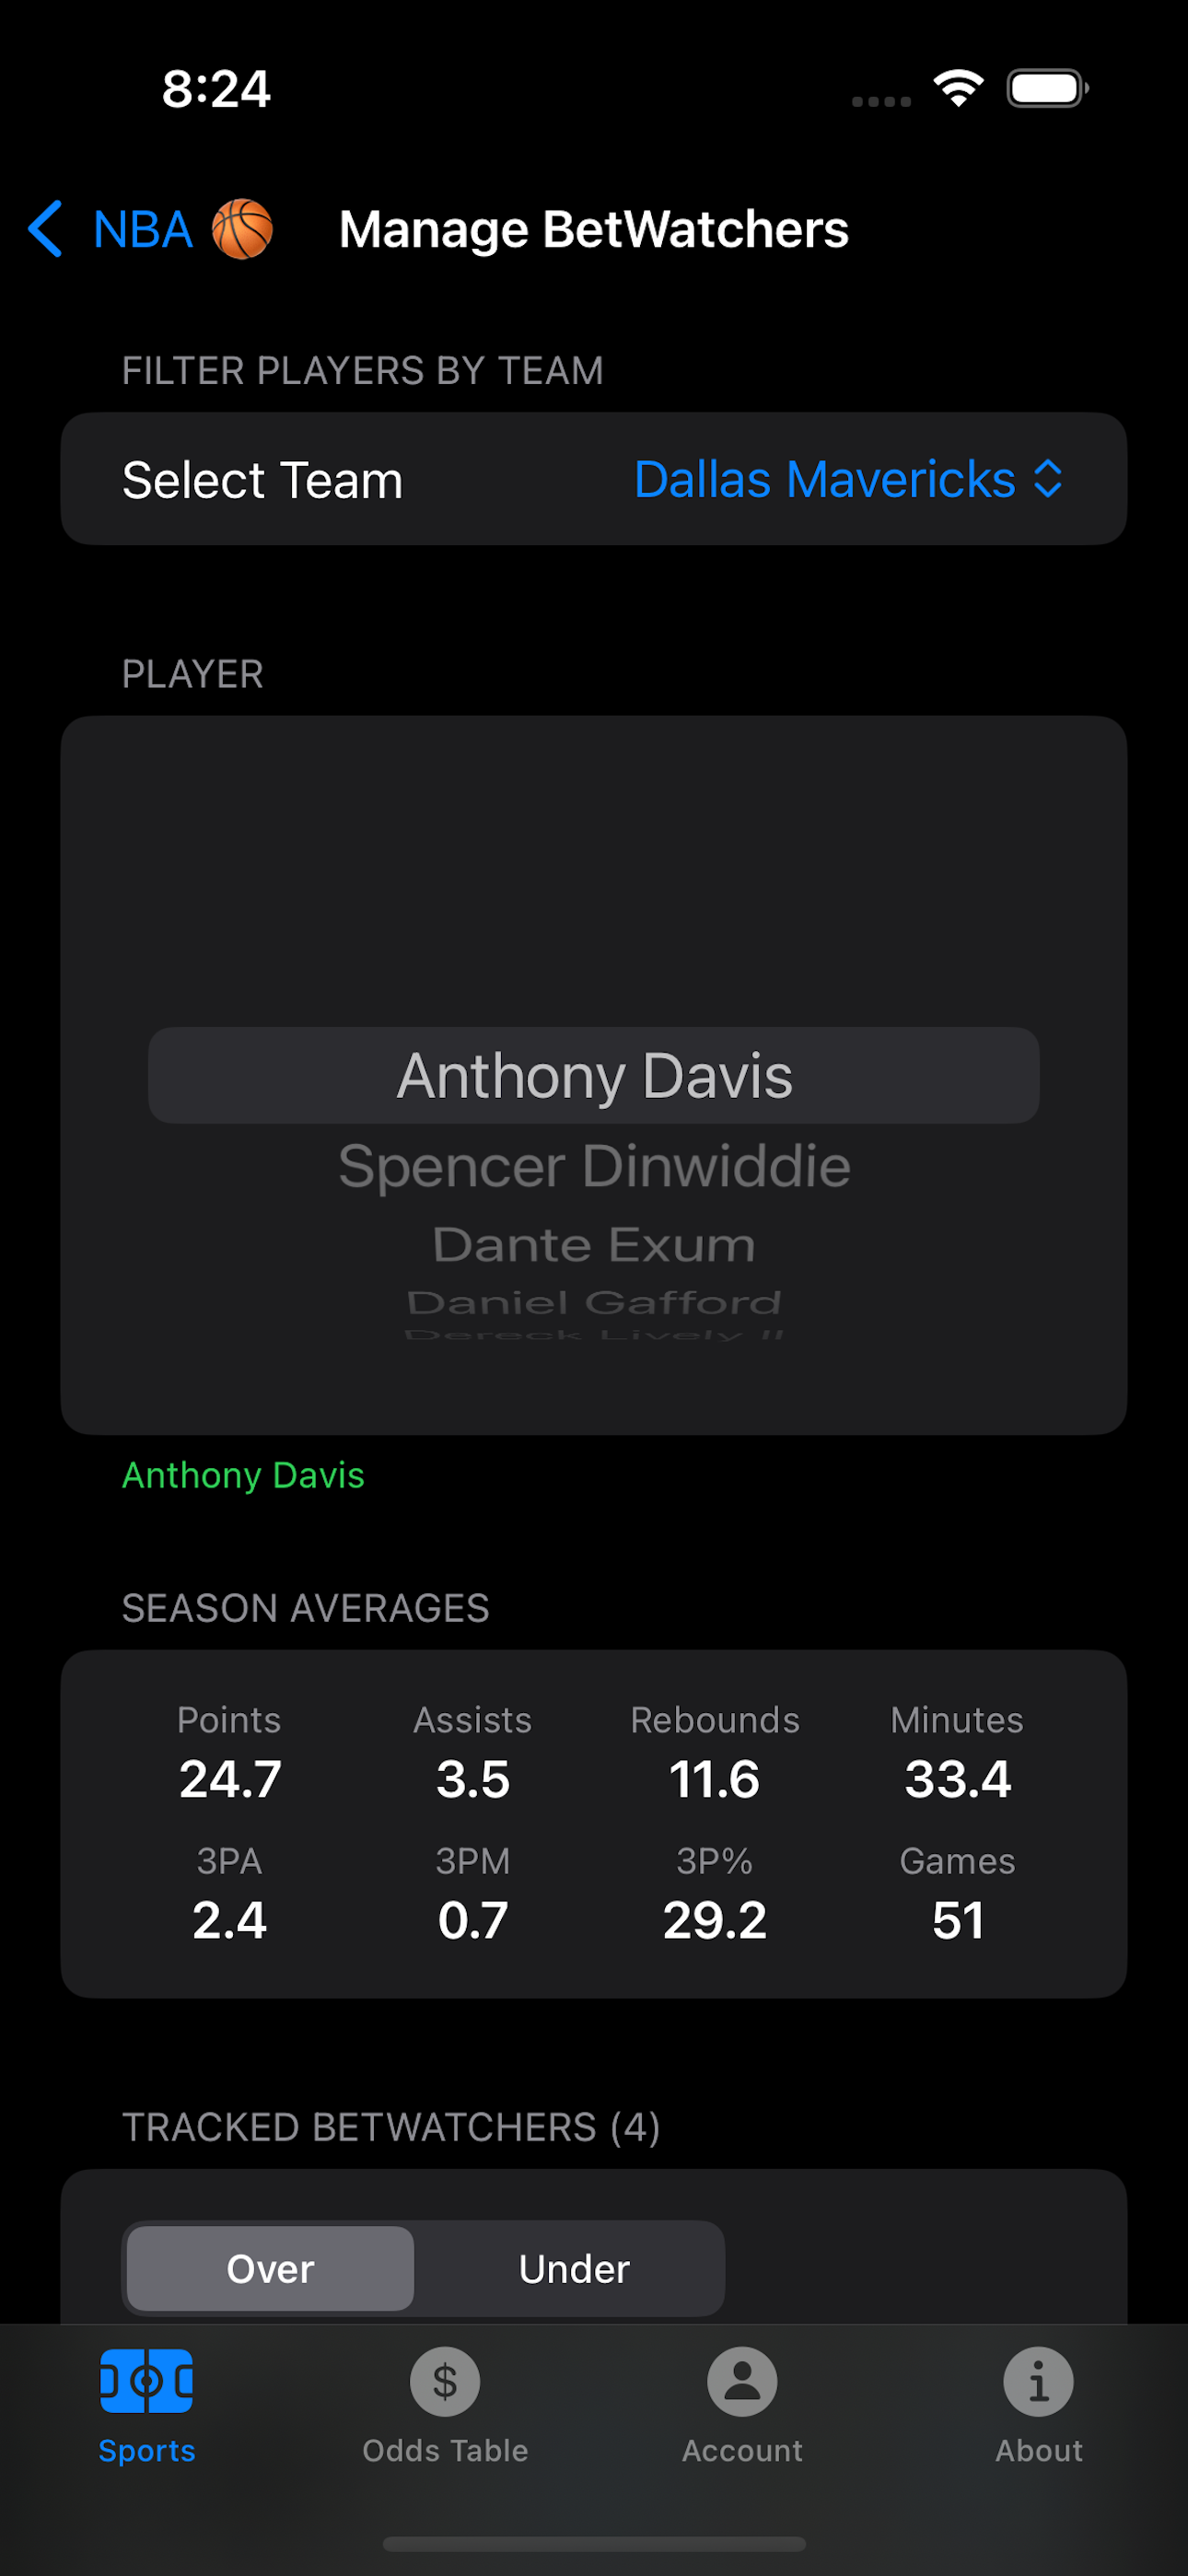 8:24
NBA 🏀 Manage BetWatchers
FILTER PLAYERS BY TEAM
Select Team Dallas Mavericks
PLAYER
Anthony Davis
Spencer Dinwiddie
Dante Exum
Daniel Gafford
Dereck Lively II
Anthony Davis
SEASON AVERAGES
Points Assists Rebounds Minutes
24.7 3.5 11.6 33.4
3PA 3PM 3P% Games
2.4 0.7 29.2 51
TRACKED BETWATCHERS (4)
Over Under
Sports Odds Table Account About